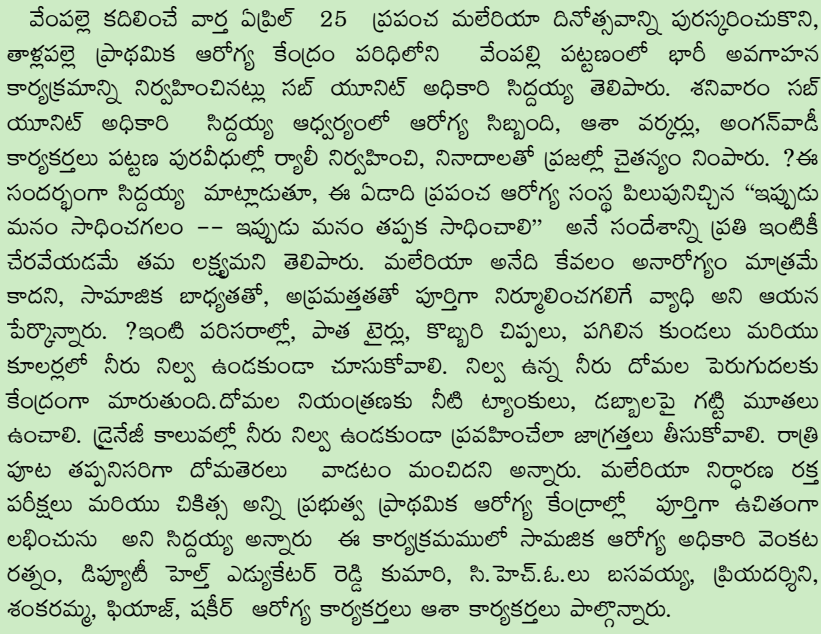 వేంపల్లె కదిలించే వార్త ఏప్రిల్ 25 ప్రపంచ మలేరియా దినోత్సవాన్ని పురస్కరించుకొని,
తాళ్లపల్లె ప్రాథమిక ఆరోగ్య కేంద్రం పరిధిలోని వేంపల్లి పట్టణంలో భారీ అవగాహన
కార్యక్రమాన్ని నిర్వహించినట్లు సబ్ యూనిట్ అధికారి సిద్దయ్య తెలిపారు. శనివారం సబ్
యూనిట్ అధికారి సిద్దయ్య ఆధ్వర్యంలో ఆరోగ్య సిబ్బంది, ఆశా వర్కర్లు, అంగన్‌వాడీ
కార్యకర్తలు పట్టణ పురవీధుల్లో ర్యాలీ నిర్వహించి, నినాదాలతో ప్రజల్లో చైతన్యం నింపారు. ?ఈ
సందర్భంగా సిద్దయ్య మాట్లాడుతూ, ఈ ఏడాది ప్రపంచ ఆరోగ్య సంస్థ పిలుపునిచ్చిన “ఇప్పుడు
మనం సాధించగలం -- ఇప్పుడు మనం తప్పక సాధించాలి” అనే సందేశాన్ని ప్రతి ఇంటికీ
చేరవేయడమే తమ లక్ష్యమని తెలిపారు. మలేరియా అనేది కేవలం అనారోగ్యం మాత్రమే
కాదని, సామాజిక బాధ్యతతో, అప్రమత్తతతో పూర్తిగా నిర్మూలించగలిగే వ్యాధి అని ఆయన
పేర్కొన్నారు. ?ఇంటి పరిసరాల్లో, పాత టైర్లు, కొబ్బరి చిప్పలు, పగిలిన కుండలు మరియు
కూలర్లలో నీరు నిల్వ ఉండకుండా చూసుకోవాలి. నిల్వ ఉన్న నీరు దోమల పెరుగుదలకు
కేంద్రంగా మారుతుంది.దోమల నియంత్రణకు నీటి ట్యాంకులు, డబ్బాలపై గట్టి మూతలు
ఉంచాలి. డ్రైనేజీ కాలువల్లో నీరు నిల్వ ఉండకుండా ప్రవహించేలా జాగ్రత్తలు తీసుకోవాలి. రాత్రి
పూట తప్పనిసరిగా దోమతెరలు వాడటం మంచిదని అన్నారు. మలేరియా నిర్ధారణ రక్త
పరీక్షలు మరియు చికిత్స అన్ని ప్రభుత్వ ప్రాథమిక ఆరోగ్య కేంద్రాల్లో పూర్తిగా ఉచితంగా
లభించును అని సిద్దయ్య అన్నారు ఈ కార్యక్రమములో సామజిక ఆరోగ్య అధికారి వెంకట
రత్నం, డిప్యూటీ హెల్త్ ఎడ్యుకేటర్ రెడ్డి కుమారి, సి.హెచ్.ఓ.లు బసవయ్య, ప్రియదర్శిని,
శంకరమ్మ, ఫియాజ్, షకీర్ ఆరోగ్య కార్యకర్తలు ఆశా కార్యకర్తలు పాల్గొన్నారు.